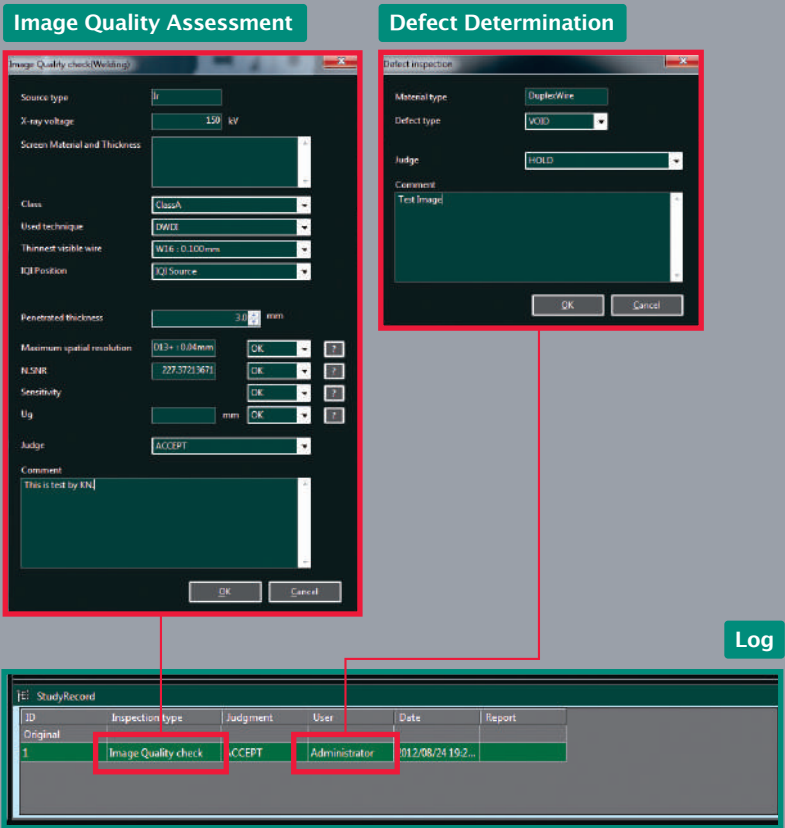 Image Quality Assessment
Image Quality check(Welding)
Source type Ir
X-ray voltage 150 kV
Screen Material and Thickness
Class ClassA
Used technique DWDI
Thinnest visible wire W16 : 0.100mm
IQI Position IQI Source
Penetrated thickness 3.0 mm
Maximum spatial resolution D13+ : 0.04mm OK ?
N.SNR 227.37213671 OK ?
Sensitivity OK ?
Ug mm OK ?
Judge ACCEPT
Comment
This is test by KN.
OK Cancel
Defect Determination
Defect inspection
Material type DuplexWire
Defect type VOID
Judge HOLD
Comment
Test Image
OK Cancel
Log
StudyRecord
ID Inspection type Judgment User Date Report
Original
1 Image Quality check ACCEPT Administrator 2012/08/24 19:2...